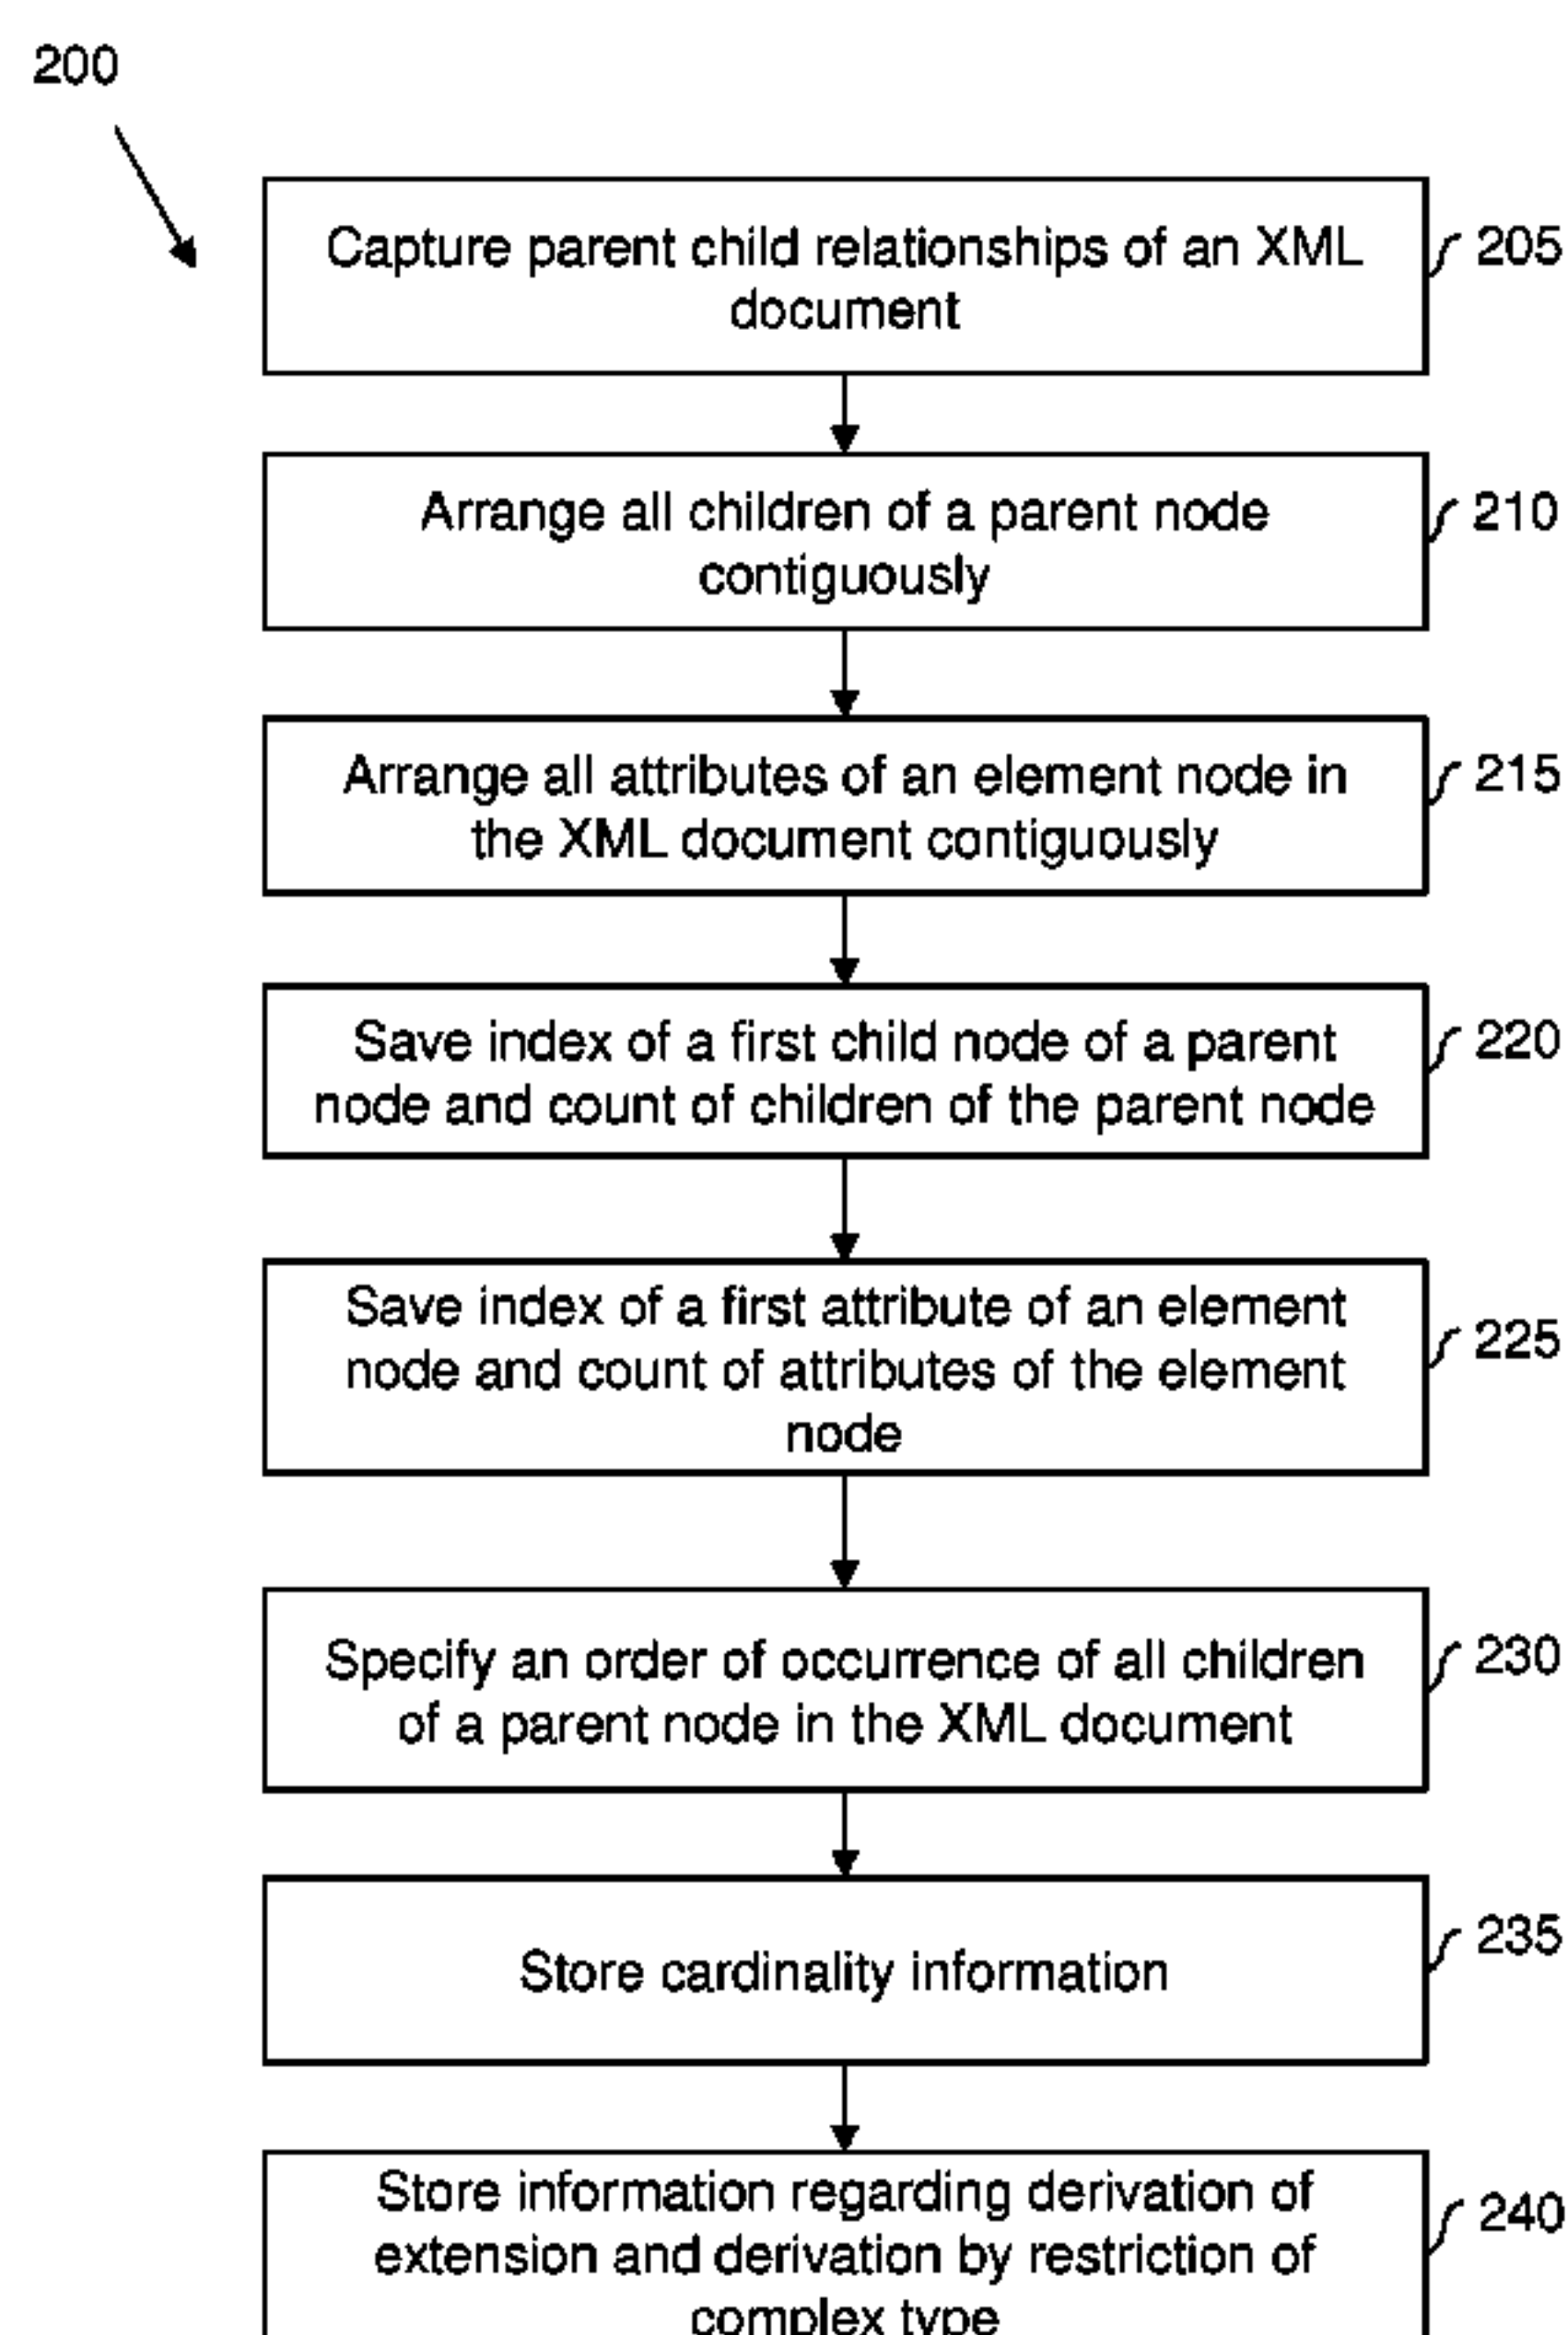 200
Capture parent child relationships of an XML
document
205
Arrange all children of a parent node
contiguously
210
Arrange all attributes of an element node in
the XML document contiguously
215
Save index of a first child node of a parent
node and count of children of the parent node
220
Save index of a first attribute of an element
node and count of attributes of the element
node
225
Specify an order of occurrence of all children
of a parent node in the XML document
230
Store cardinality information
235
Store information regarding derivation of
extension and derivation by restriction of
complex type
240